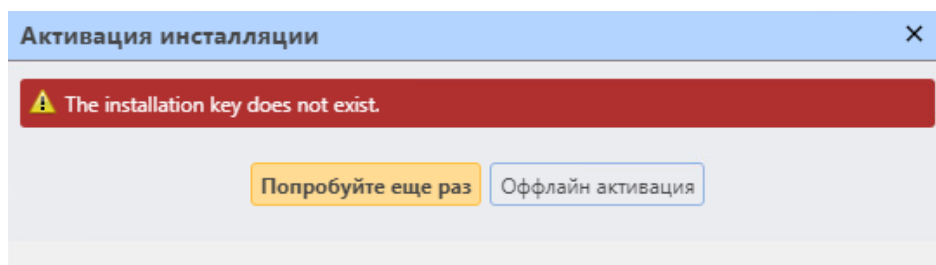 Активация инсталляции
The installation key does not exist.
Попробуйте еще раз
Оффлайн активация